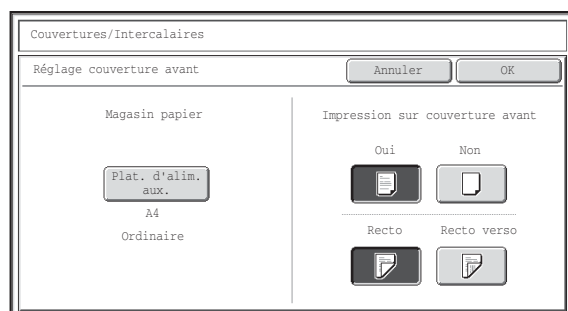 Couvertures/Intercalaires
Réglage couverture avant
Annuler
OK
Magasin papier
Plat. d'alim.
aux.
A4
Ordinaire
Impression sur couverture avant
Oui
Non
Recto
Recto verso